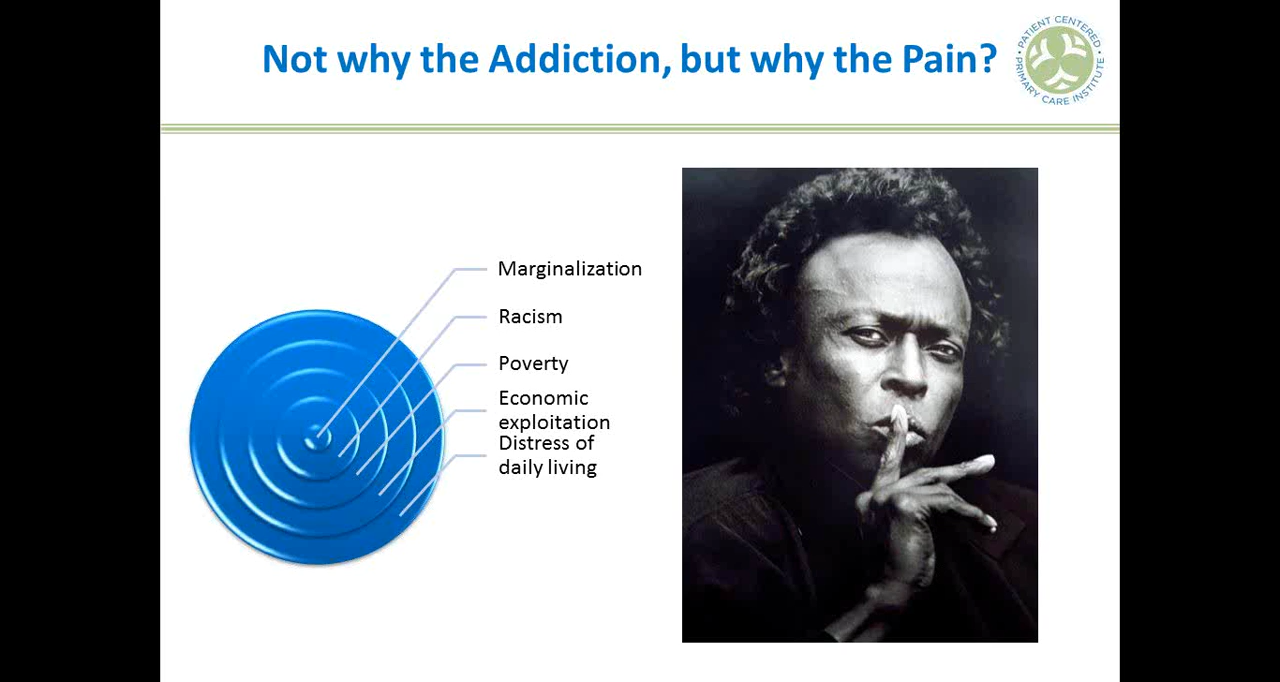 Not why the Addiction, but why the Pain?
• PATIENT CENTERED •
PRIMARY CARE INSTITUTE
Marginalization
Racism
Poverty
Economic
exploitation
Distress of
daily living